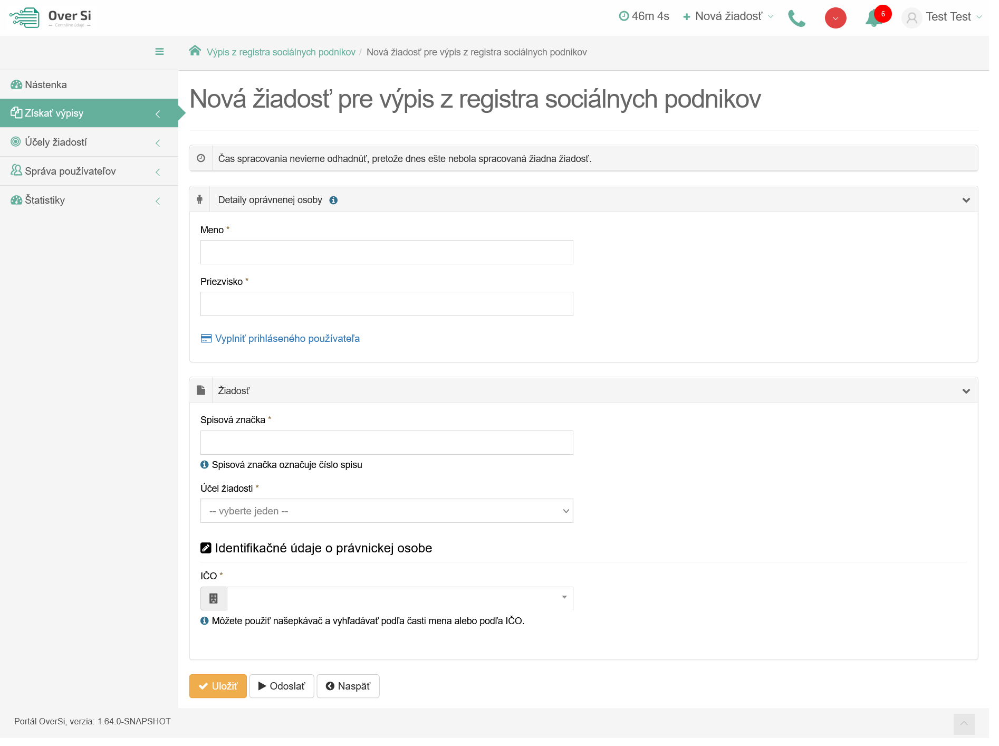 Over Si
Centrálne údaje
46m 4s
Nová žiadosť
6
Test Test
Výpis z registra sociálnych podnikov / Nová žiadosť pre výpis z registra sociálnych podnikov
Nástenka
Získať výpisy
Účely žiadostí
Správa používateľov
Štatistiky
Nová žiadosť pre výpis z registra sociálnych podnikov
Čas spracovania nevieme odhadnúť, pretože dnes ešte nebola spracovaná žiadna žiadosť.
Detaily oprávnenej osoby
Meno *
Priezvisko *
Vyplniť prihláseného používateľa
Žiadosť
Spisová značka *
Spisová značka označuje číslo spisu
Účel žiadosti *
-- vyberte jeden --
Identifikačné údaje o právnickej osobe
IČO *
Môžete použiť našepkávač a vyhľadávať podľa časti mena alebo podľa IČO.
Uložiť
Odoslať
Naspäť
Portál OverSi, verzia: 1.64.0-SNAPSHOT